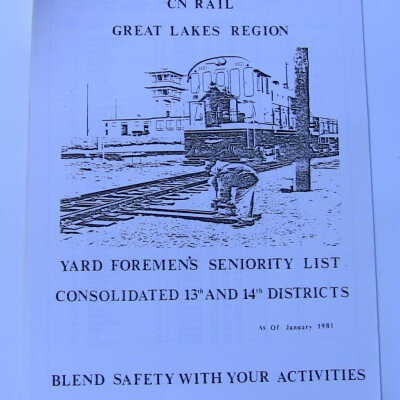 CN RAIL
GREAT LAKES REGION
YARD FOREMEN'S SENIORITY LIST
CONSOLIDATED 13th AND 14th DISTRICTS
As Of January 1981
BLEND SAFETY WITH YOUR ACTIVITIES